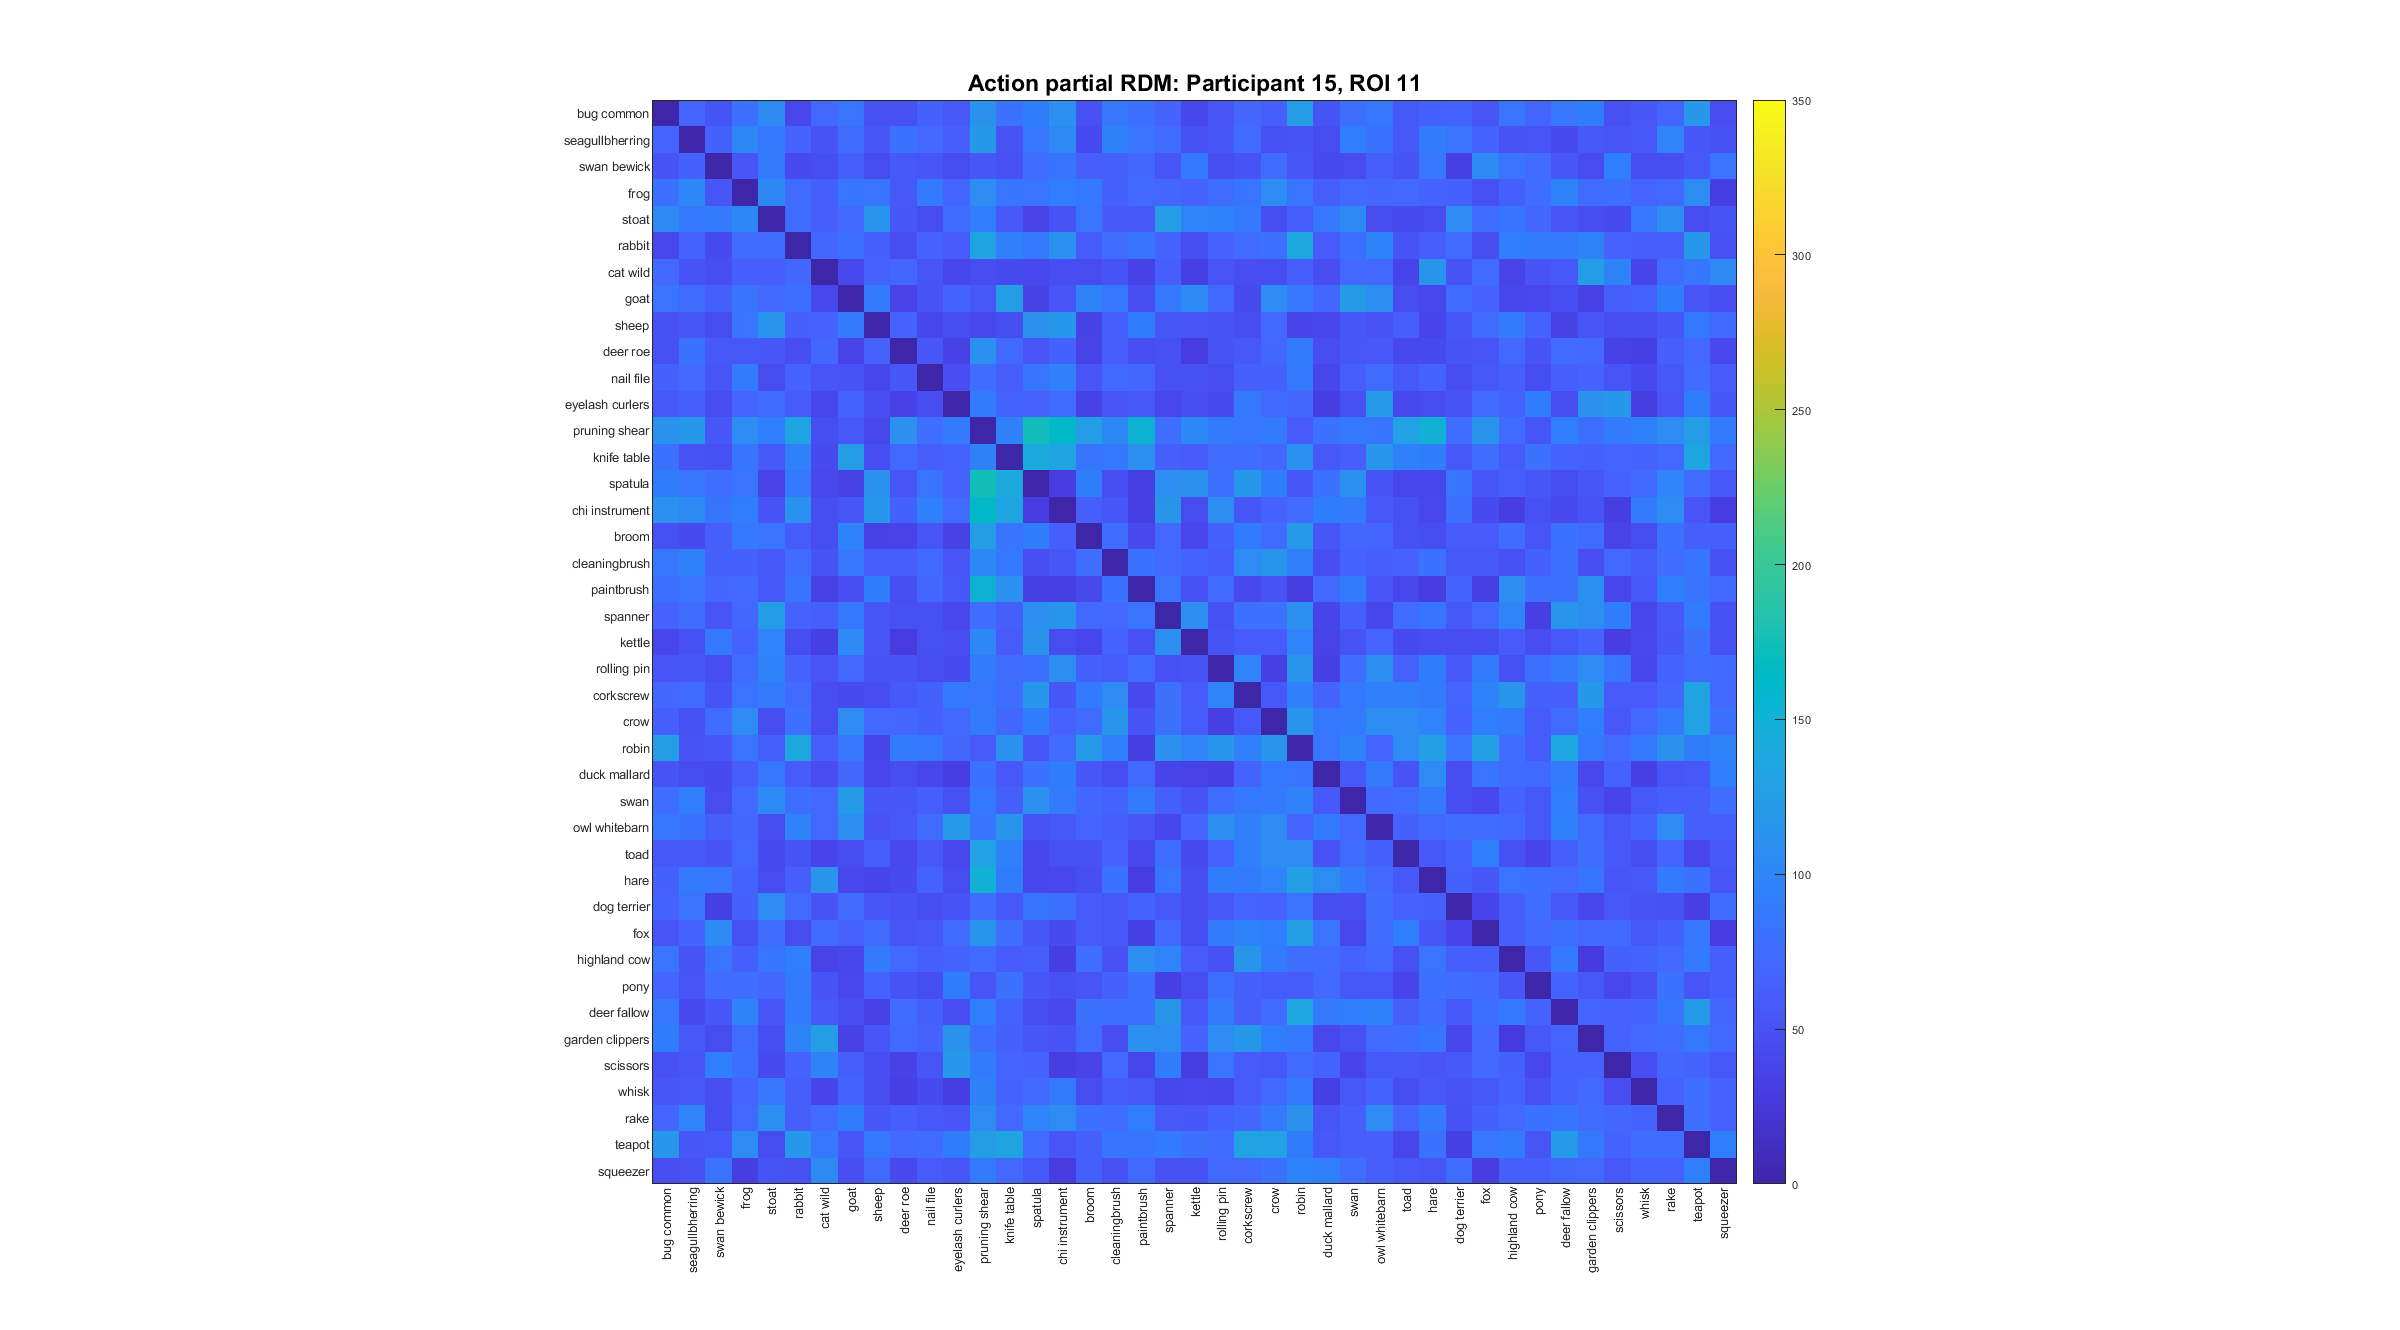 Action partial RDM: Participant 15, ROI 11
bug common
seagullbherring
swan bewick
frog
stoat
rabbit
cat wild
goat
sheep
deer roe
nail file
eyelash curlers
pruning shear
knife table
spatula
chi instrument
broom
cleaningbrush
paintbrush
spanner
kettle
rolling pin
corkscrew
crow
robin
duck mallard
swan
owl whitebarn
toad
hare
dog terrier
fox
highland cow
pony
deer fallow
garden clippers
scissors
whisk
rake
teapot
squeezer
bug common
seagullbherring
swan bewick
frog
stoat
rabbit
cat wild
goat
sheep
deer roe
nail file
eyelash curlers
pruning shear
knife table
spatula
chi instrument
broom
cleaningbrush
paintbrush
spanner
kettle
rolling pin
corkscrew
crow
robin
duck mallard
swan
owl whitebarn
toad
hare
dog terrier
fox
highland cow
pony
deer fallow
garden clippers
scissors
whisk
rake
teapot
squeezer
350
300
250
200
150
100
50
0